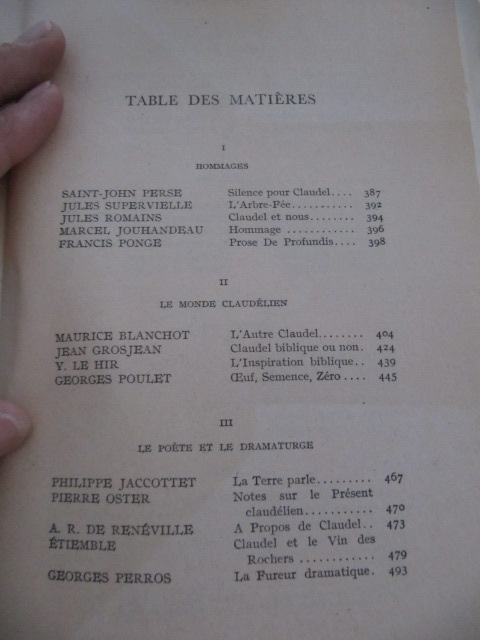 TABLE DES MATIÈRES
I
HOMMAGES
SAINT-JOHN PERSE Silence pour Claudel.... 387
JULES SUPERVIELLE L'Arbre-Fée........... 392
JULES ROMAINS Claudel et nous........ 394
MARCEL JOUHANDEAU Hommage ............ 396
FRANCIS PONGE Prose De Profundis.... 398
II
LE MONDE CLAUDÉLIEN
MAURICE BLANCHOT L'Autre Claudel........ 404
JEAN GROSJEAN Claudel biblique ou non. 424
Y. LE HIR L'Inspiration biblique.. 439
GEORGES POULET Œuf, Semence, Zéro.... 445
III
LE POÈTE ET LE DRAMATURGE
PHILIPPE JACCOTTET La Terre parle......... 467
PIERRE OSTER Notes sur le Présent
claudélien........... 470
A. R. DE RENÉVILLE A Propos de Claudel.. 473
ÉTIEMBLE Claudel et le Vin des
Rochers ............ 479
GEORGES PERROS La Fureur dramatique. 493